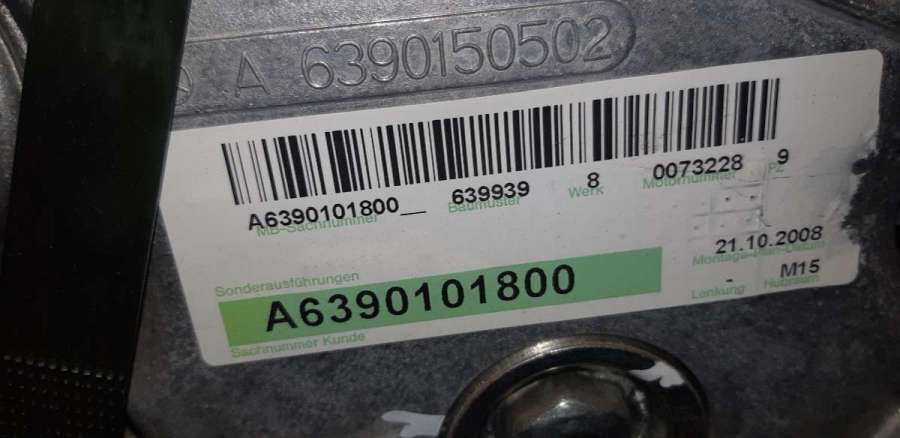 A 6390150502
A6390101800__ 639939 8 0073228 9
MB-Sachnummer Baumuster Werk Motornummer PZ
21.10.2008
Montage-Plan-Datum
Sonderausführungen
- M15
Lenkung Hubraum
A6390101800
Sachnummer Kunde